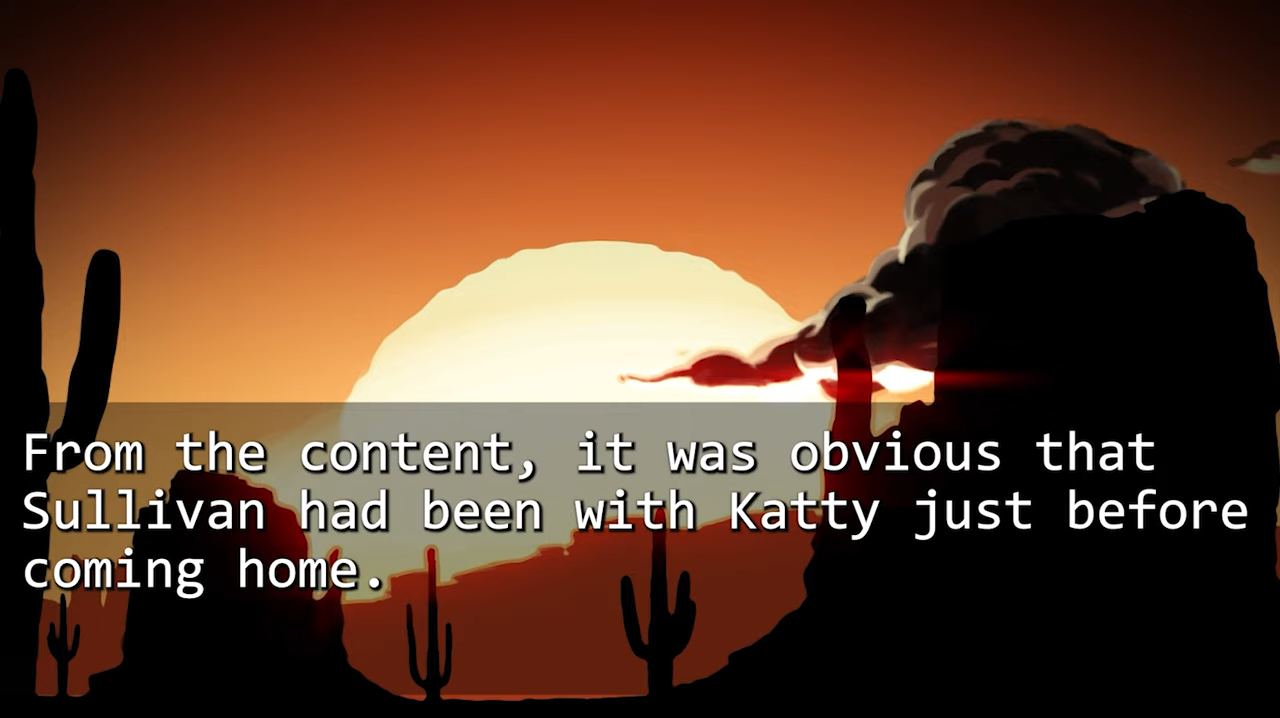 From the content, it was obvious that
Sullivan had been with Katty just before
coming home.